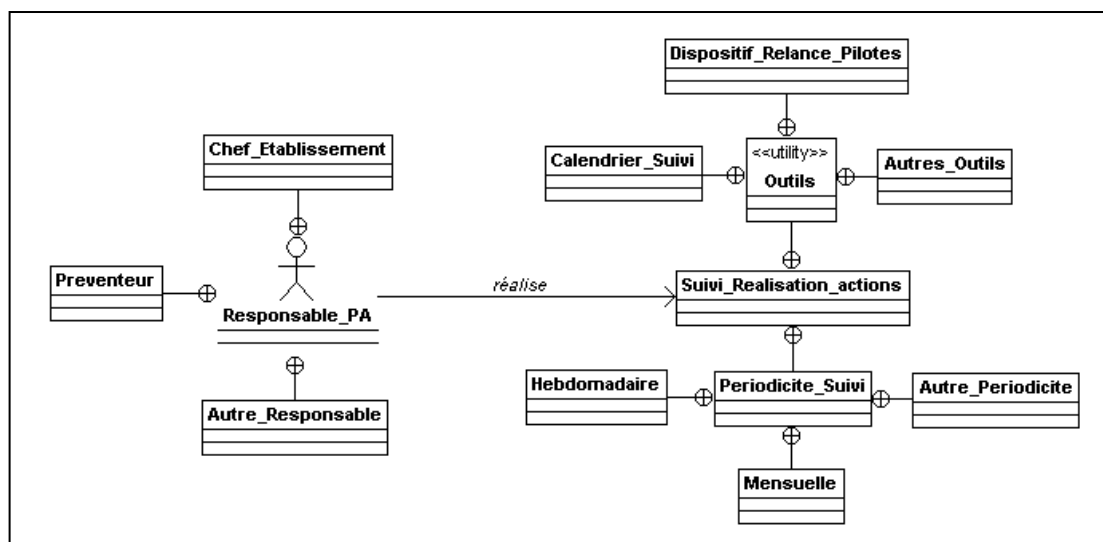 Dispositif_Relance_Pilotes
Chef_Etablissement
Calendrier_Suivi
<<utility>>
Outils
Autres_Outils
Preventeur
réalise
Suivi_Realisation_actions
Responsable_PA
Hebdomadaire
Periodicite_Suivi
Autre_Periodicite
Autre_Responsable
Mensuelle